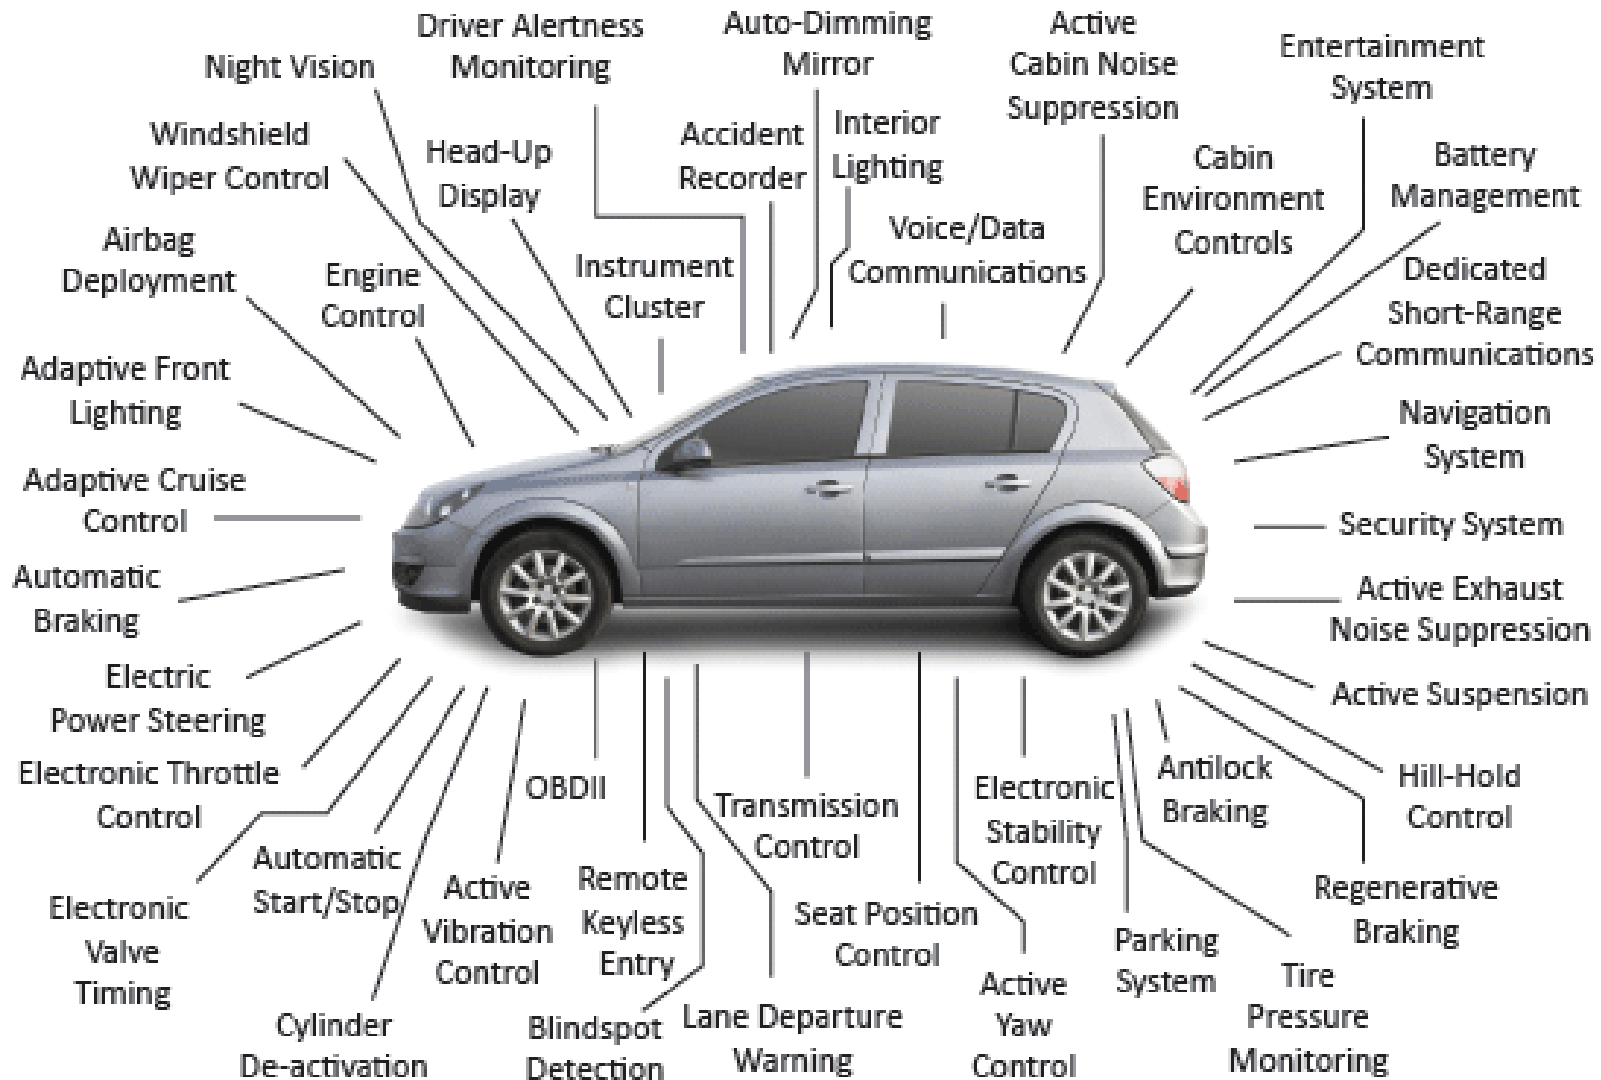 Driver Alertness
Monitoring
Auto-Dimming
Mirror
Active
Cabin Noise
Suppression
Entertainment
System
Night Vision
Windshield
Wiper Control
Head-Up
Display
Accident
Recorder
Interior
Lighting
Cabin
Environment
Controls
Battery
Management
Airbag
Deployment
Engine
Control
Instrument
Cluster
Voice/Data
Communications
Dedicated
Short-Range
Communications
Adaptive Front
Lighting
Navigation
System
Adaptive Cruise
Control
Security System
Automatic
Braking
Active Exhaust
Noise Suppression
Electric
Power Steering
Active Suspension
Electronic Throttle
Control
OBDII
Transmission
Control
Electronic
Stability
Control
Antilock
Braking
Hill-Hold
Control
Electronic
Valve
Timing
Automatic
Start/Stop
Active
Vibration
Control
Remote
Keyless
Entry
Seat Position
Control
Parking
System
Regenerative
Braking
Cylinder
De-activation
Blindspot
Detection
Lane Departure
Warning
Active
Yaw
Control
Tire
Pressure
Monitoring